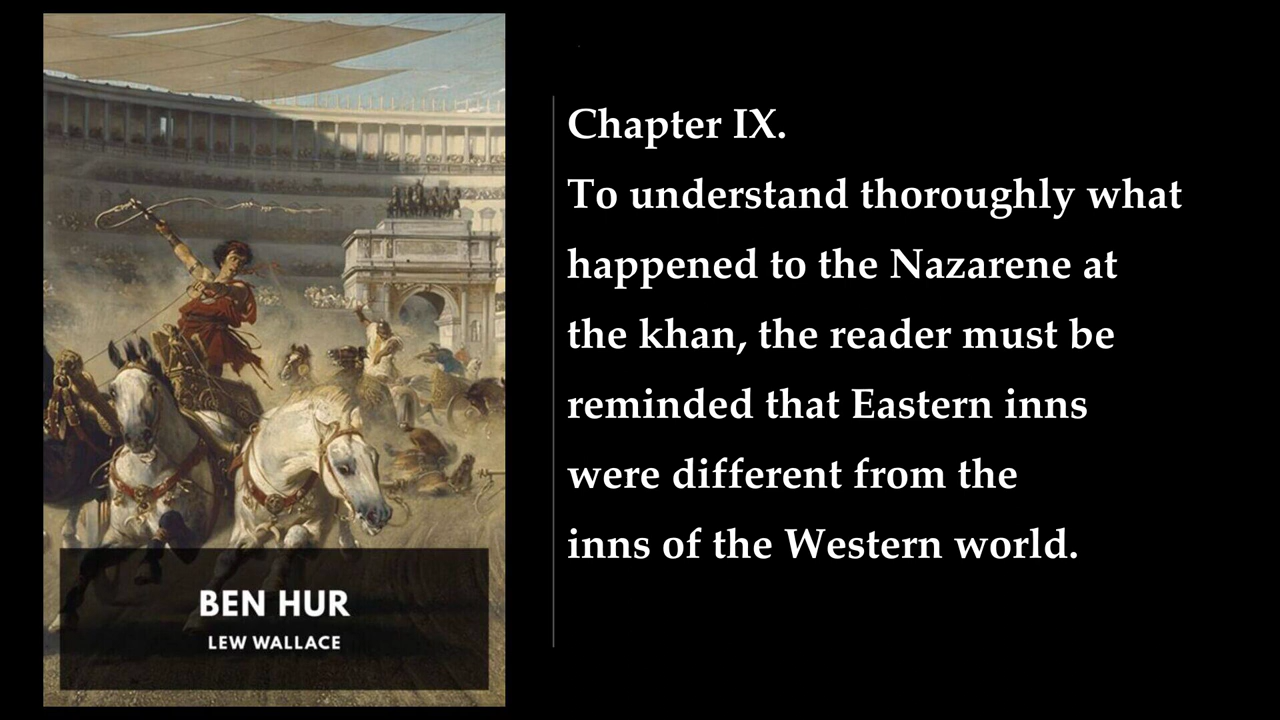 BEN HUR
LEW WALLACE
Chapter IX.
To understand thoroughly what
happened to the Nazarene at
the khan, the reader must be
reminded that Eastern inns
were different from the
inns of the Western world.